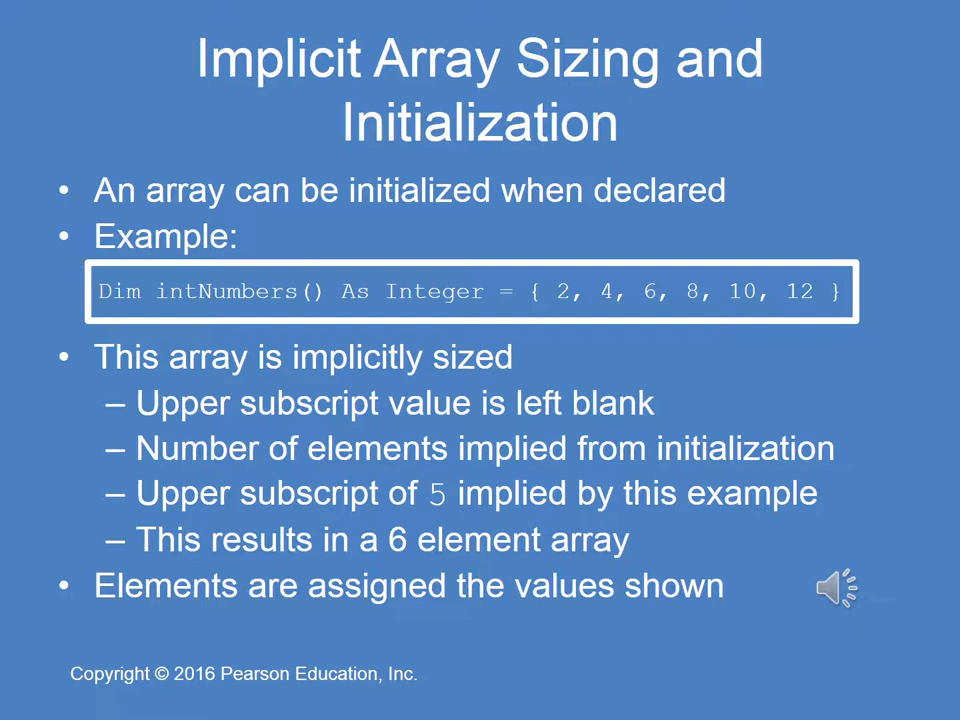 Implicit Array Sizing and
Initialization
• An array can be initialized when declared
• Example:
Dim intNumbers() As Integer = { 2, 4, 6, 8, 10, 12 }
• This array is implicitly sized
– Upper subscript value is left blank
– Number of elements implied from initialization
– Upper subscript of 5 implied by this example
– This results in a 6 element array
• Elements are assigned the values shown
Copyright © 2016 Pearson Education, Inc.